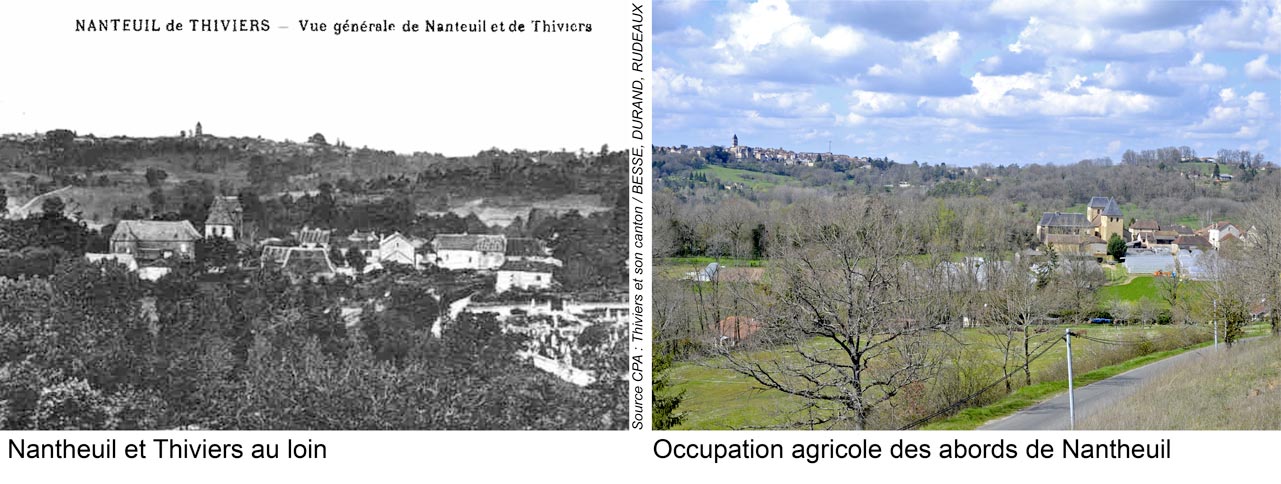 NANTEUIL de THIVIERS — Vue générale de Nanteuil et de Thiviers
Source CPA : Thiviers et son canton / BESSE, DURAND, RUDEAUX
Nantheuil et Thiviers au loin
Occupation agricole des abords de Nantheuil